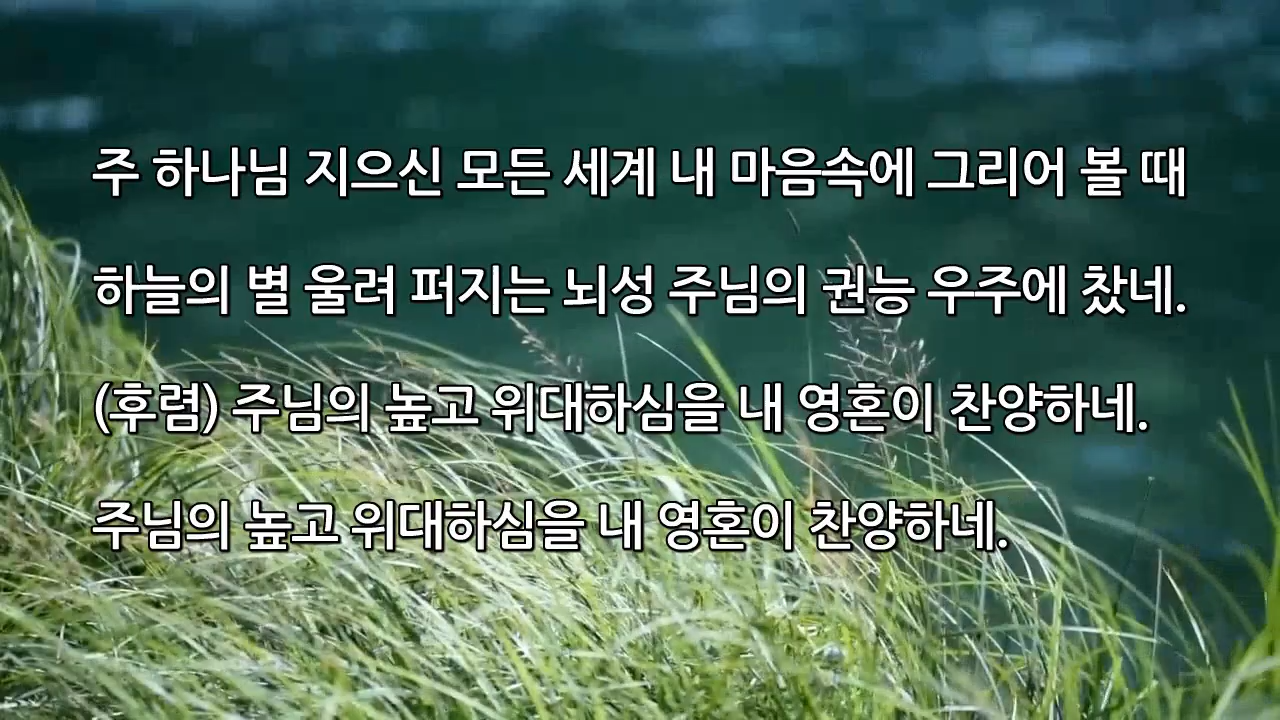 주 하나님 지으신 모든 세계 내 마음속에 그리어 볼 때
하늘의 별 울려 퍼지는 뇌성 주님의 권능 우주에 찼네.
(후렴) 주님의 높고 위대하심을 내 영혼이 찬양하네.
주님의 높고 위대하심을 내 영혼이 찬양하네.